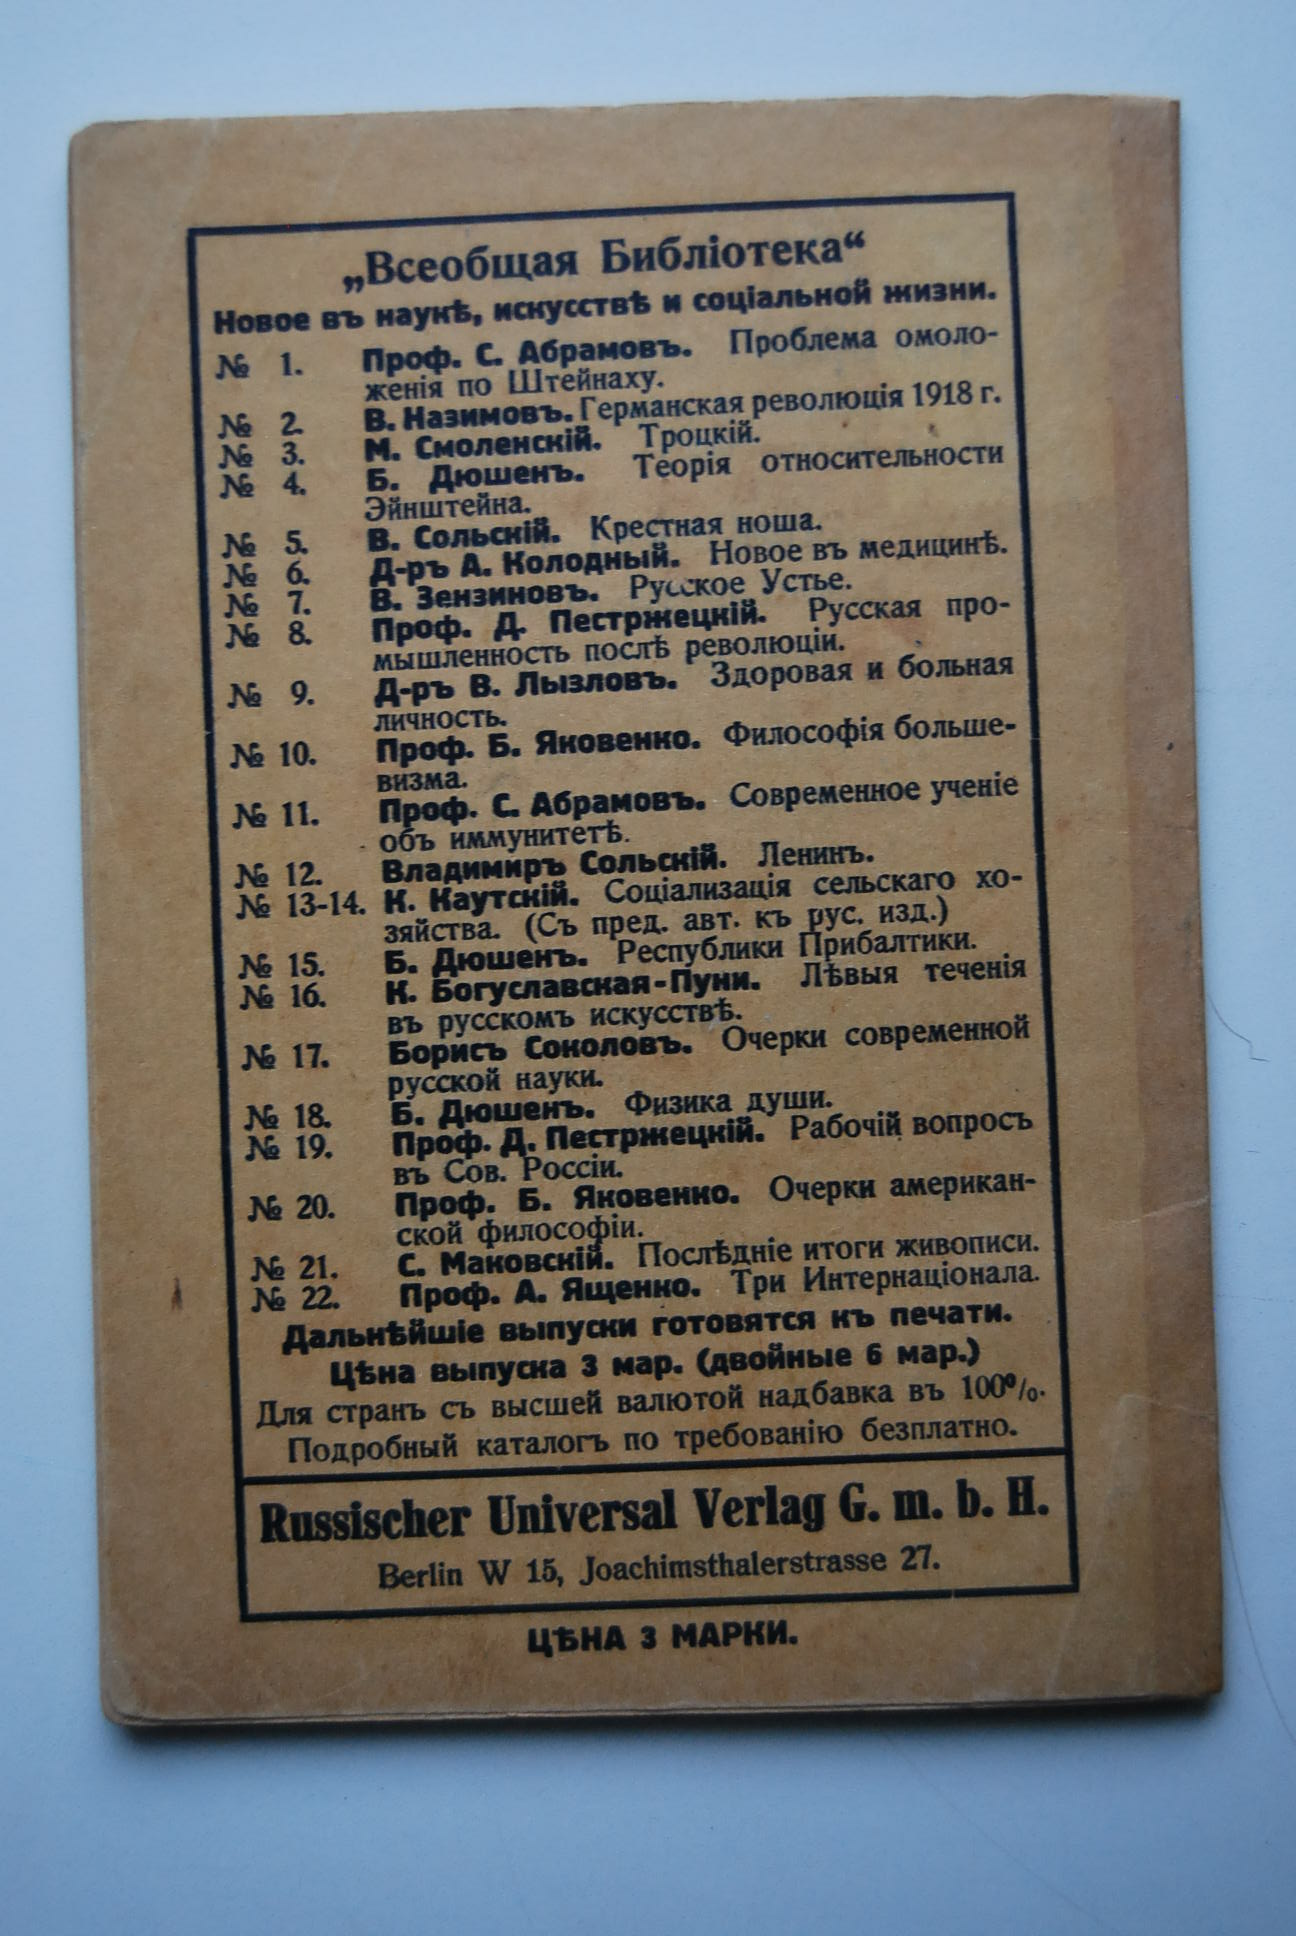 „Всеобщая Библіотека“
Новое въ наукѣ, искусствѣ и соціальной жизни.
№ 1. Проф. С. Абрамовъ. Проблема омоло-
женія по Штейнаху.
№ 2. В. Назимовъ. Германская революція 1918 г.
№ 3. М. Смоленскій. Троцкій.
№ 4. Б. Дюшенъ. Теорія относительности
Эйнштейна.
№ 5. В. Сольскій. Крестная ноша.
№ 6. Д-ръ А. Колодный. Новое въ медицинѣ.
№ 7. В. Зензиновъ. Русское Устье.
№ 8. Проф. Д. Пестржецкій. Русская про-
мышленность послѣ революціи.
№ 9. Д-ръ В. Лызловъ. Здоровая и больная
личность.
№ 10. Проф. Б. Яковенко. Философія больше-
визма.
№ 11. Проф. С. Абрамовъ. Современное ученіе
объ иммунитетѣ.
№ 12. Владимиръ Сольскій. Ленинъ.
№ 13-14. К. Каутскій. Соціализація сельскаго хо-
зяйства. (Съ пред. авт. къ рус. изд.)
№ 15. Б. Дюшенъ. Республики Прибалтики.
№ 16. К. Богуславская-Пуни. Лѣвыя теченія
въ русскомъ искусствѣ.
№ 17. Борисъ Соколовъ. Очерки современной
русской науки.
№ 18. Б. Дюшенъ. Физика души.
№ 19. Проф. Д. Пестржецкій. Рабочій вопросъ
въ Сов. Россіи.
№ 20. Проф. Б. Яковенко. Очерки американ-
ской философіи.
№ 21. С. Маковскій. Послѣдніе итоги живописи.
№ 22. Проф. А. Ященко. Три Интернаціонала.
Дальнѣйшіе выпуски готовятся къ печати.
Цѣна выпуска 3 мар. (двойные 6 мар.)
Для странъ съ высшей валютой надбавка въ 100%.
Подробный каталогъ по требованію безплатно.
Russischer Universal Verlag G. m. b. H.
Berlin W 15, Joachimsthalerstrasse 27.
ЦѢНА 3 МАРКИ.